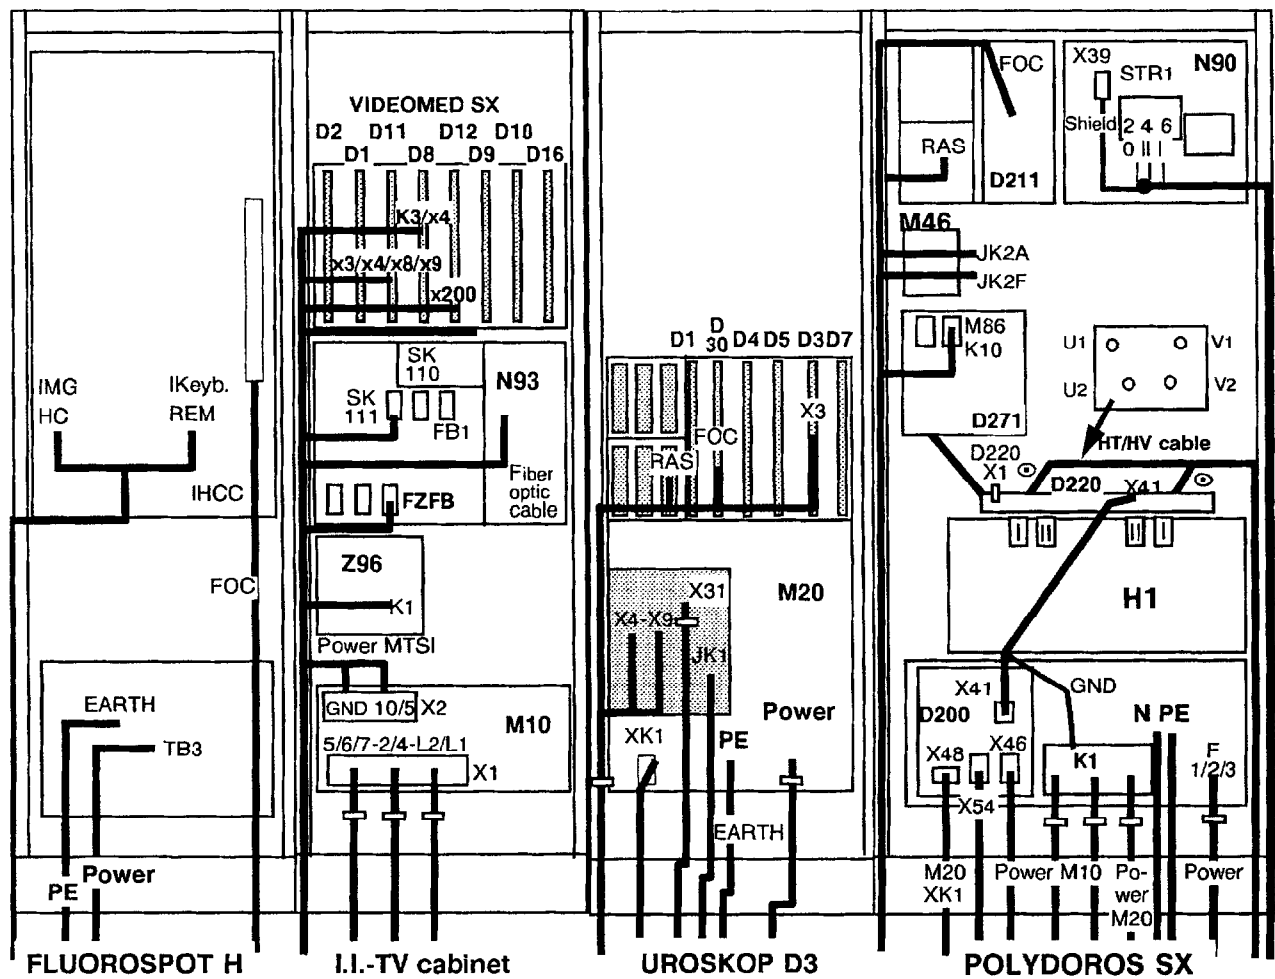 IMG
HC
IKeyb.
REM
IHCC
FOC
EARTH
TB3
PE
Power
FLUOROSPOT H
VIDEOMED SX
D2 D11 D12 D10
D1 D8 D9 D16
K3/x4
x3/x4/x8/x9
x200
SK
110
N93
SK
111
FB1
FZFB
Fiber
optic
cable
Z96
K1
Power MTSI
GND 10/5 X2
M10
5/6/7-2/4-L2/L1
X1
I.I.-TV cabinet
D1 D
30 D4 D5 D3 D7
X3
FOC
RAS
M20
X31
X4-X9
JK1
Power
XK1
PE
EARTH
UROSKOP D3
FOC
RAS
D211
X39
STR1
N90
Shield
2 4 6
0 II I
M46
JK2A
JK2F
M86
K10
D271
U1 V1
U2 V2
HT/HV cable
D220
X1
D220
X41
I II II I
H1
X41
GND
D200
N PE
X48 X46
K1
F
1/2/3
X54
M20
XK1
Power M10
Po-
wer
M20
Power
POLYDOROS SX